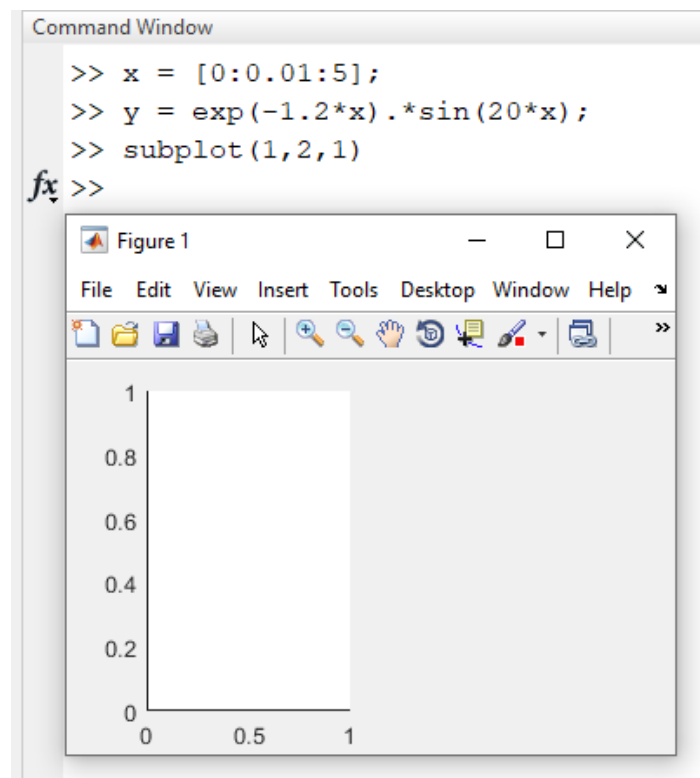 Command Window
>> x = [0:0.01:5];
>> y = exp(-1.2*x).*sin(20*x);
>> subplot(1,2,1)
fx >>
Figure 1
File Edit View Insert Tools Desktop Window Help
1
0.8
0.6
0.4
0.2
0
0 0.5 1